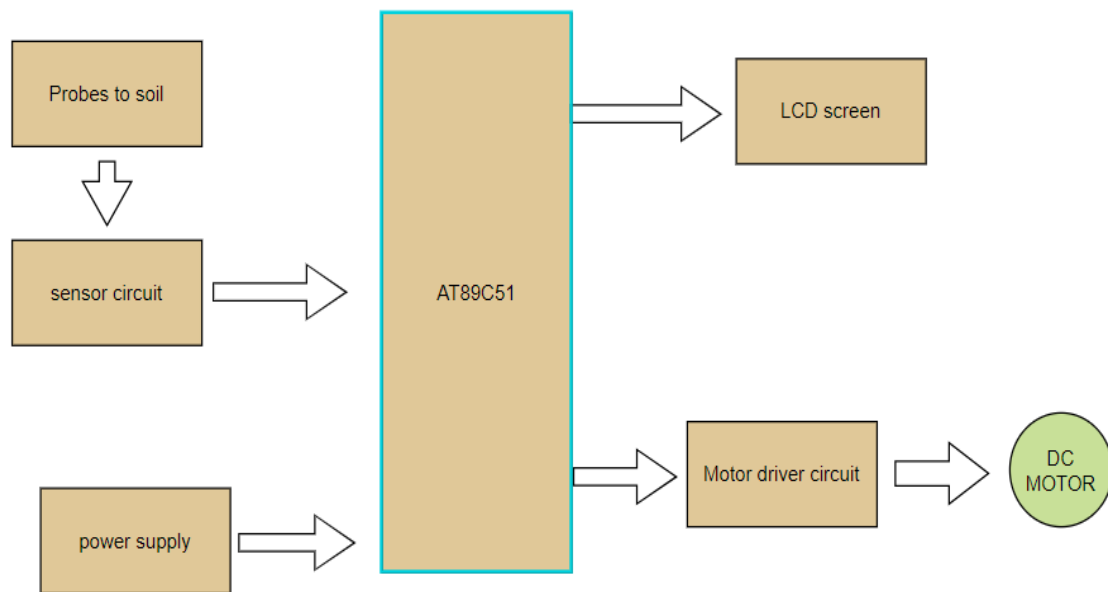 Probes to soil
LCD screen
sensor circuit
AT89C51
Motor driver circuit
DC
MOTOR
power supply